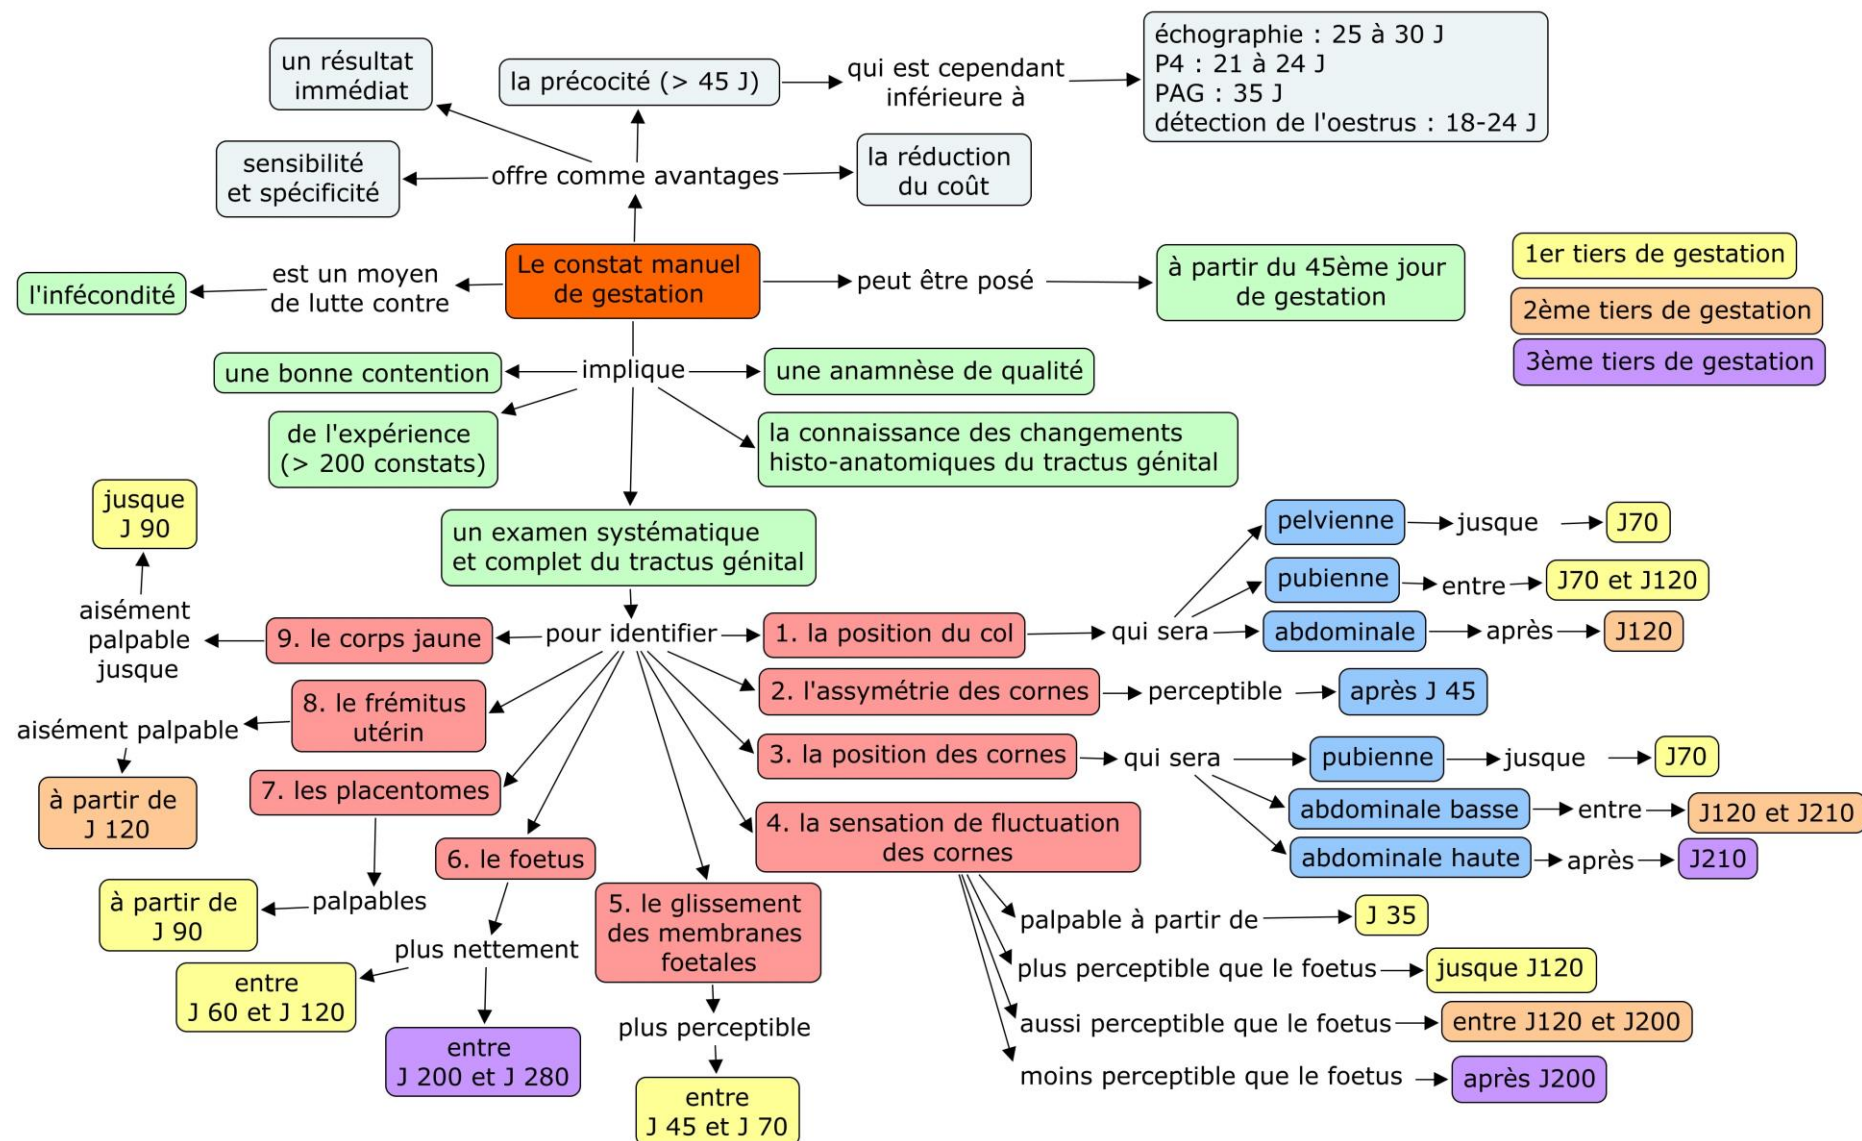 un résultat
immédiat
la précocité (> 45 J)
qui est cependant
inférieure à
échographie : 25 à 30 J
P4 : 21 à 24 J
PAG : 35 J
détection de l'oestrus : 18-24 J
sensibilité
et spécificité
offre comme avantages
la réduction
du coût
l'infécondité
est un moyen
de lutte contre
Le constat manuel
de gestation
peut être posé
à partir du 45ème jour
de gestation
1er tiers de gestation
2ème tiers de gestation
3ème tiers de gestation
une bonne contention
implique
une anamnèse de qualité
de l'expérience
(> 200 constats)
la connaissance des changements
histo-anatomiques du tractus génital
un examen systématique
et complet du tractus génital
pour identifier
1. la position du col
qui sera
pelvienne
jusque
J70
pubienne
entre
J70 et J120
abdominale
après
J120
2. l'assymétrie des cornes
perceptible
après J 45
3. la position des cornes
qui sera
pubienne
jusque
J70
abdominale basse
entre
J120 et J210
abdominale haute
après
J210
4. la sensation de fluctuation
des cornes
palpable à partir de
J 35
plus perceptible que le foetus
jusque J120
aussi perceptible que le foetus
entre J120 et J200
moins perceptible que le foetus
après J200
5. le glissement
des membranes
foetales
plus perceptible
entre
J 45 et J 70
6. le foetus
plus nettement
entre
J 60 et J 120
entre
J 200 et J 280
7. les placentomes
palpables
à partir de
J 90
8. le frémitus
utérin
aisément palpable
à partir de
J 120
9. le corps jaune
aisément
palpable
jusque
jusque
J 90